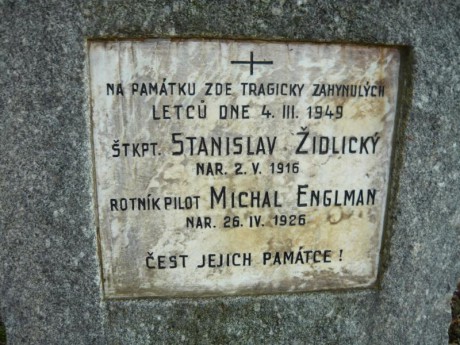 NA PAMÁTKU ZDE TRAGICKY ZAHYNULÝCH
LETCŮ DNE 4. III. 1949
ŠTKPT. STANISLAV ŽIDLICKÝ
NAR. 2. V. 1916
ROTNÍK PILOT MICHAL ENGLMAN
NAR. 26. IV. 1926
ČEST JEJICH PAMÁTCE !